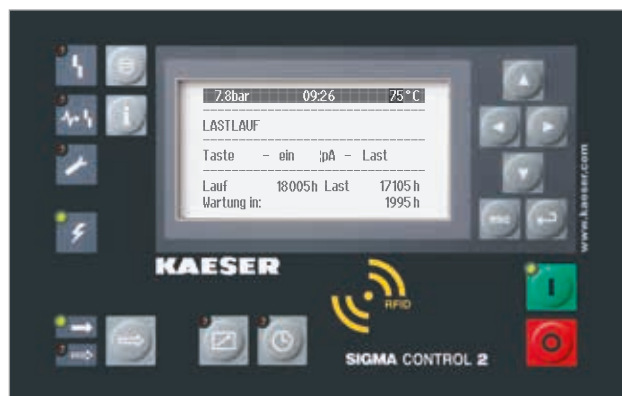 7.8bar 09:26 75°C
LASTLAUF
Taste - ein ¦pA - Last
Lauf 18005h Last 17105h
Wartung in: 1995h
esc
www.kaeser.com
KAESER
RFID
I
SIGMA CONTROL 2